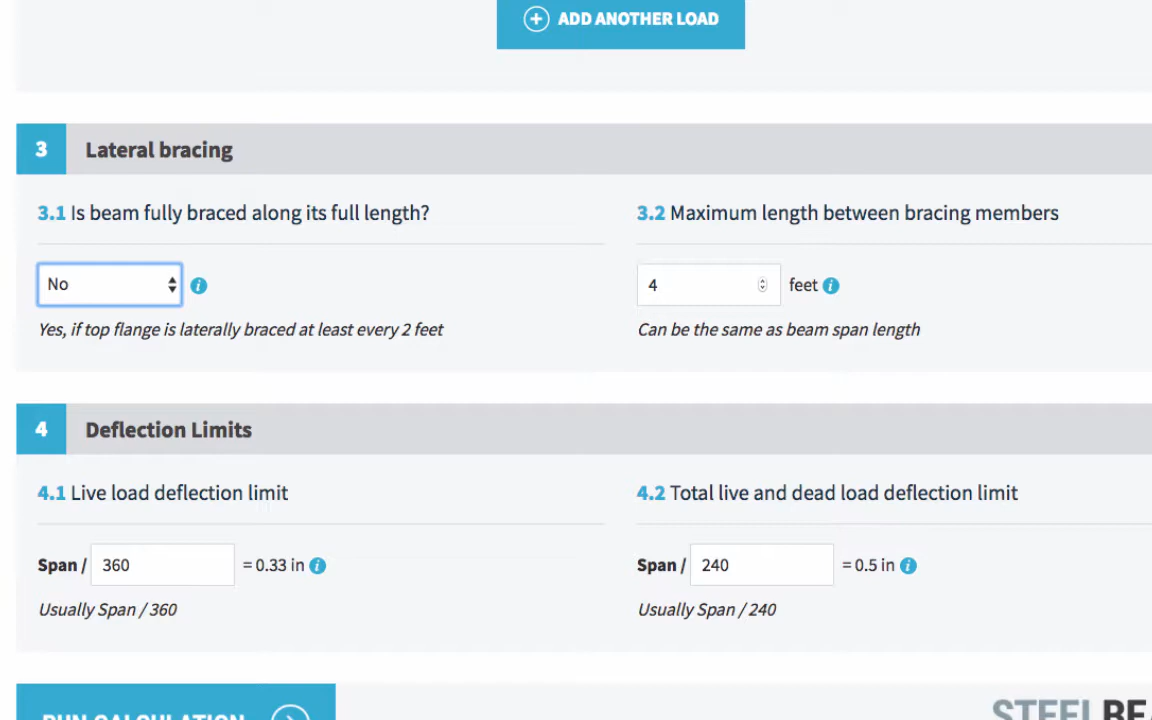 + ADD ANOTHER LOAD
3 Lateral bracing
3.1 Is beam fully braced along its full length?
No
Yes, if top flange is laterally braced at least every 2 feet
3.2 Maximum length between bracing members
4 feet
Can be the same as beam span length
4 Deflection Limits
4.1 Live load deflection limit
Span / 360 = 0.33 in
Usually Span / 360
4.2 Total live and dead load deflection limit
Span / 240 = 0.5 in
Usually Span / 240
RUN CALCULATION
STEELBE